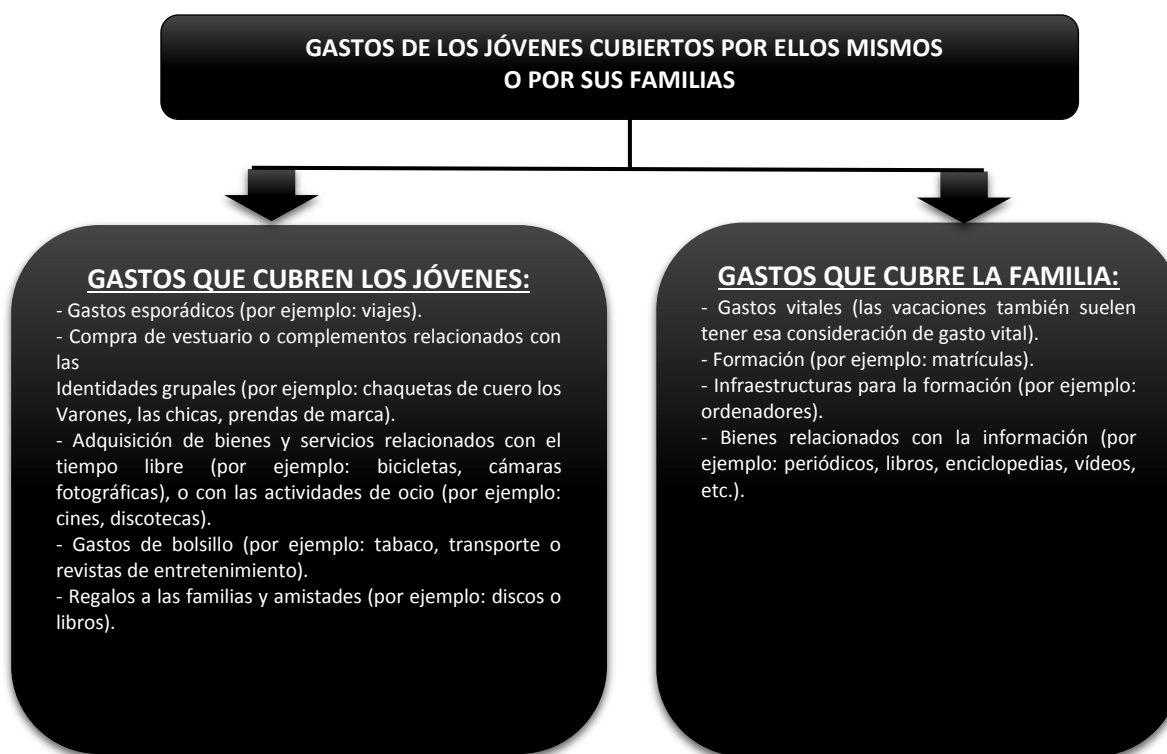 GASTOS DE LOS JÓVENES CUBIERTOS POR ELLOS MISMOS
O POR SUS FAMILIAS
GASTOS QUE CUBREN LOS JÓVENES:
- Gastos esporádicos (por ejemplo: viajes).
- Compra de vestuario o complementos relacionados con
las
Identidades grupales (por ejemplo: chaquetas de cuero los
Varones, las chicas, prendas de marca).
- Adquisición de bienes y servicios relacionados con el
tiempo libre (por ejemplo: bicicletas, cámaras
fotográficas), o con las actividades de ocio (por ejemplo:
cines, discotecas).
- Gastos de bolsillo (por ejemplo: tabaco, transporte o
revistas de entretenimiento).
- Regalos a las familias y amistades (por ejemplo: discos o
libros).
GASTOS QUE CUBRE LA FAMILIA:
- Gastos vitales (las vacaciones también suelen
tener esa consideración de gasto vital).
- Formación (por ejemplo: matrículas).
- Infraestructuras para la formación (por ejemplo:
ordenadores).
- Bienes relacionados con la información (por
ejemplo: periódicos, libros, enciclopedias, vídeos,
etc.).